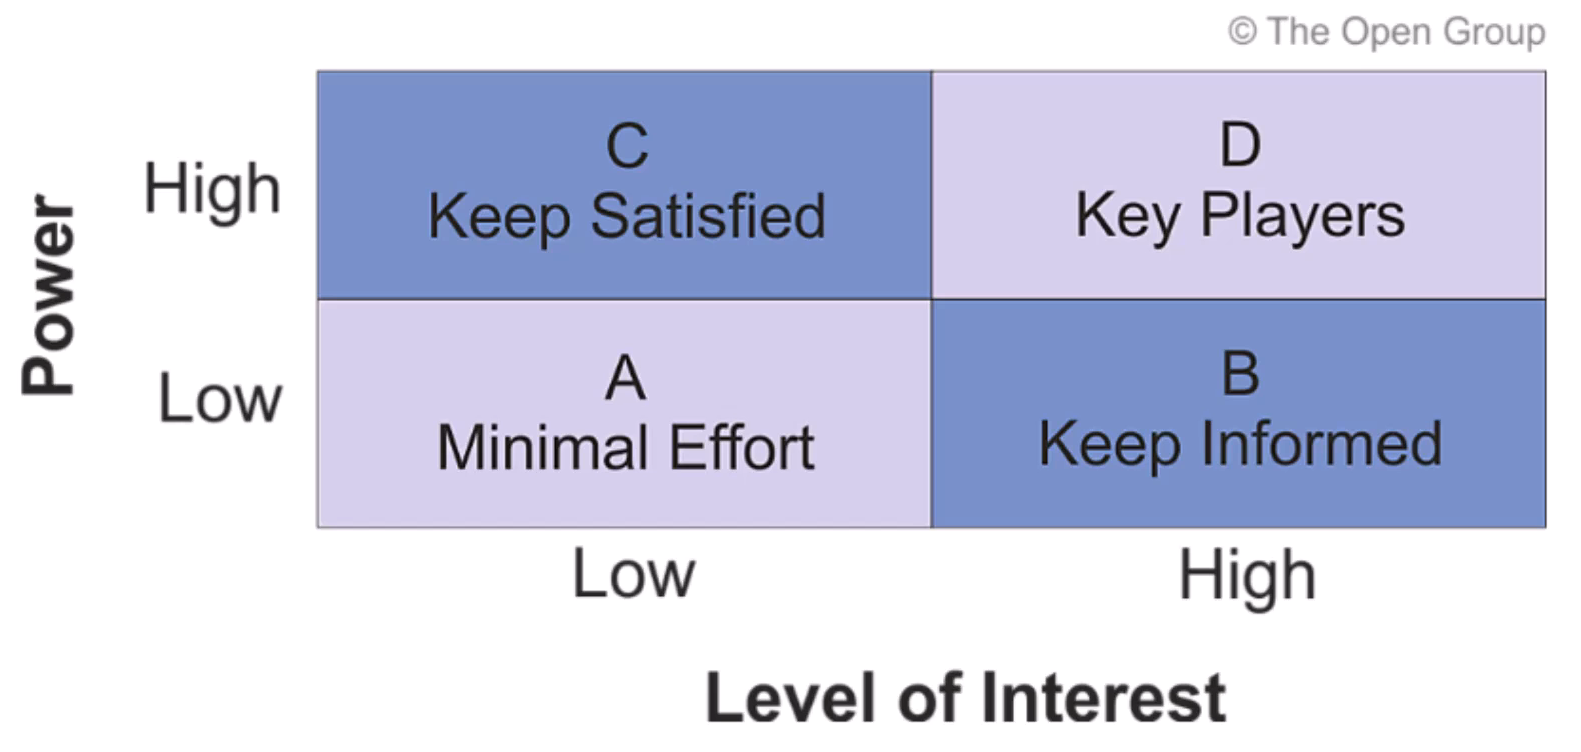 © The Open Group
Power
High
C
Keep Satisfied
D
Key Players
Low
A
Minimal Effort
B
Keep Informed
Low
High
Level of Interest